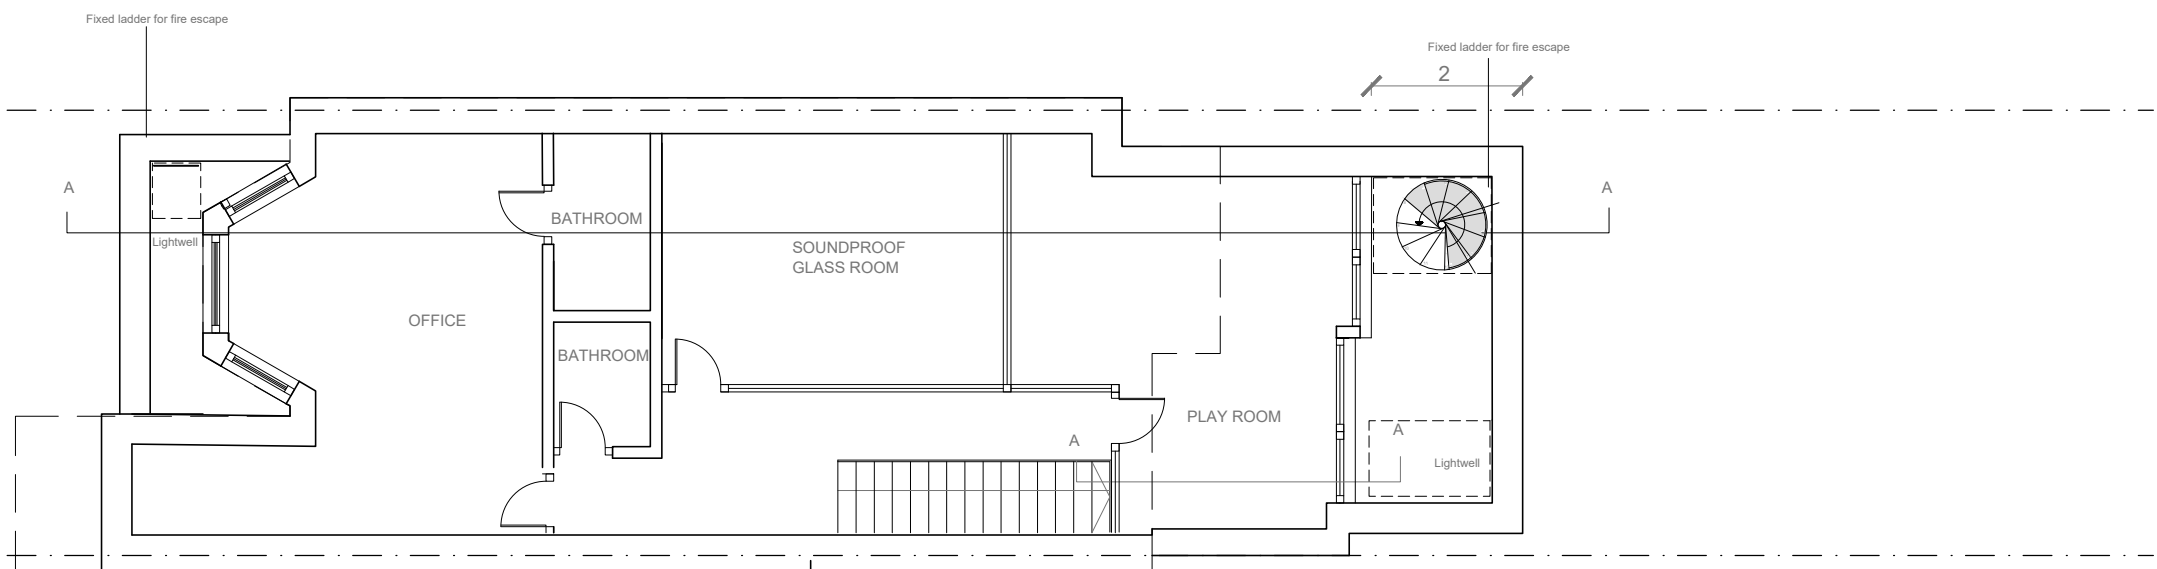 Fixed ladder for fire escape
Fixed ladder for fire escape
2
A
A
Lightwell
BATHROOM
SOUNDPROOF
GLASS ROOM
OFFICE
BATHROOM
PLAY ROOM
A
A
Lightwell